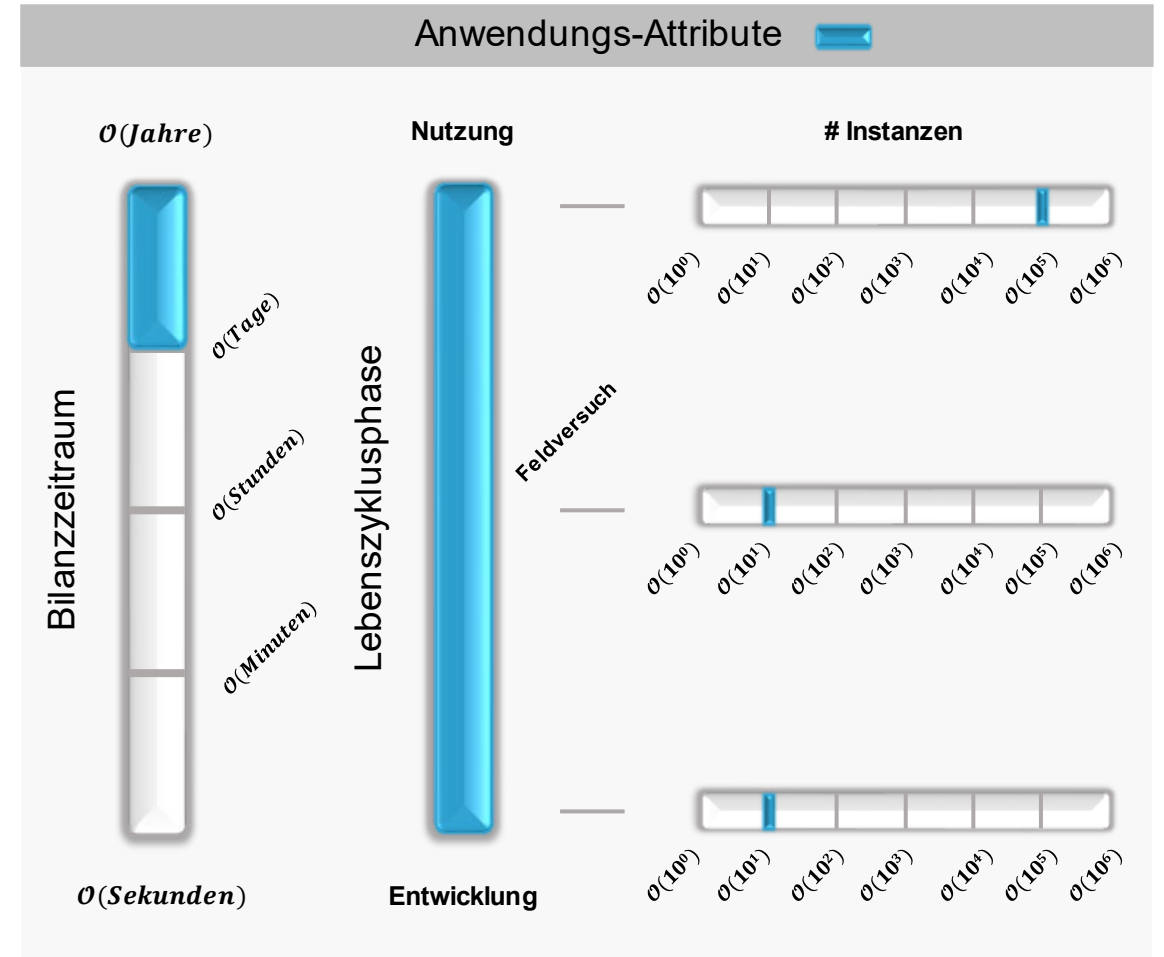 Anwendungs-Attribute
𝒪(Jahre)
Nutzung
# Instanzen
𝒪(10⁰) 𝒪(10¹) 𝒪(10²) 𝒪(10³) 𝒪(10⁴) 𝒪(10⁵) 𝒪(10⁶)
𝒪(Tage)
Bilanzzeitraum
Lebenszyklusphase
Feldversuch
𝒪(Stunden)
𝒪(10⁰) 𝒪(10¹) 𝒪(10²) 𝒪(10³) 𝒪(10⁴) 𝒪(10⁵) 𝒪(10⁶)
𝒪(Minuten)
𝒪(Sekunden)
Entwicklung
𝒪(10⁰) 𝒪(10¹) 𝒪(10²) 𝒪(10³) 𝒪(10⁴) 𝒪(10⁵) 𝒪(10⁶)